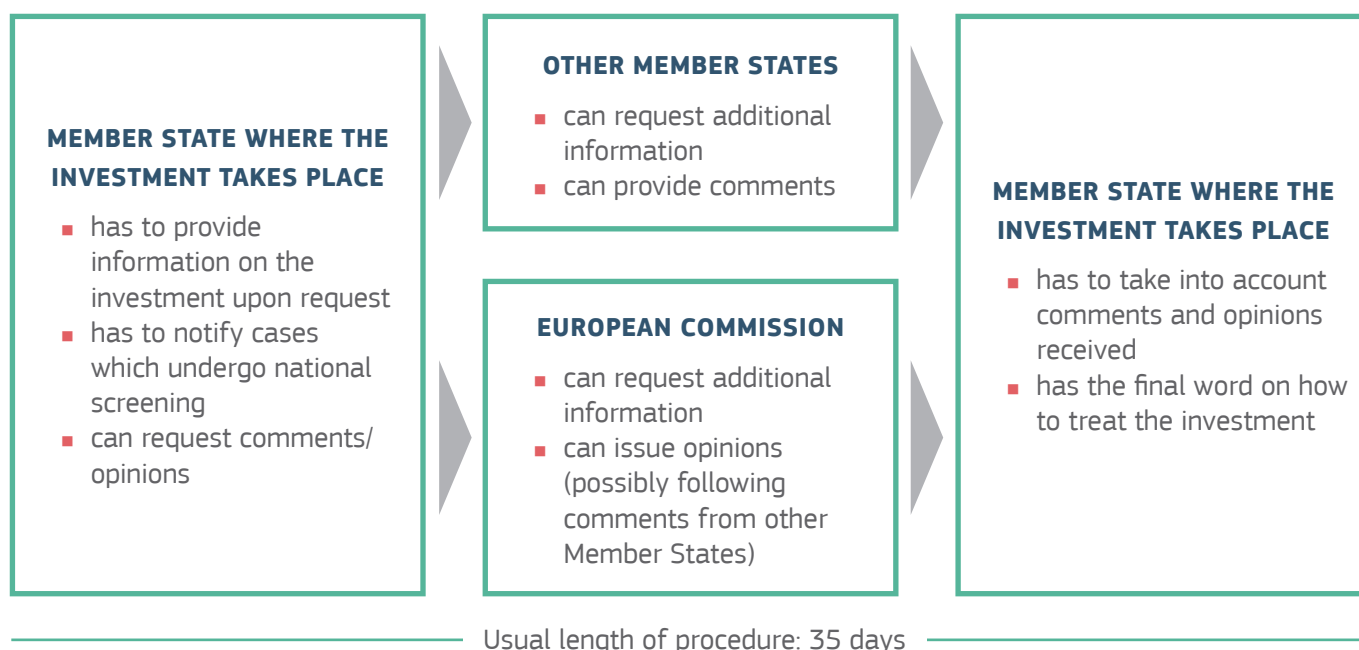 MEMBER STATE WHERE THE
INVESTMENT TAKES PLACE
has to provide
information on the
investment upon request
has to notify cases
which undergo national
screening
can request comments/
opinions
OTHER MEMBER STATES
can request additional
information
can provide comments
EUROPEAN COMMISSION
can request additional
information
can issue opinions
(possibly following
comments from other
Member States)
MEMBER STATE WHERE THE
INVESTMENT TAKES PLACE
has to take into account
comments and opinions
received
has the final word on how
to treat the investment
Usual length of procedure: 35 days